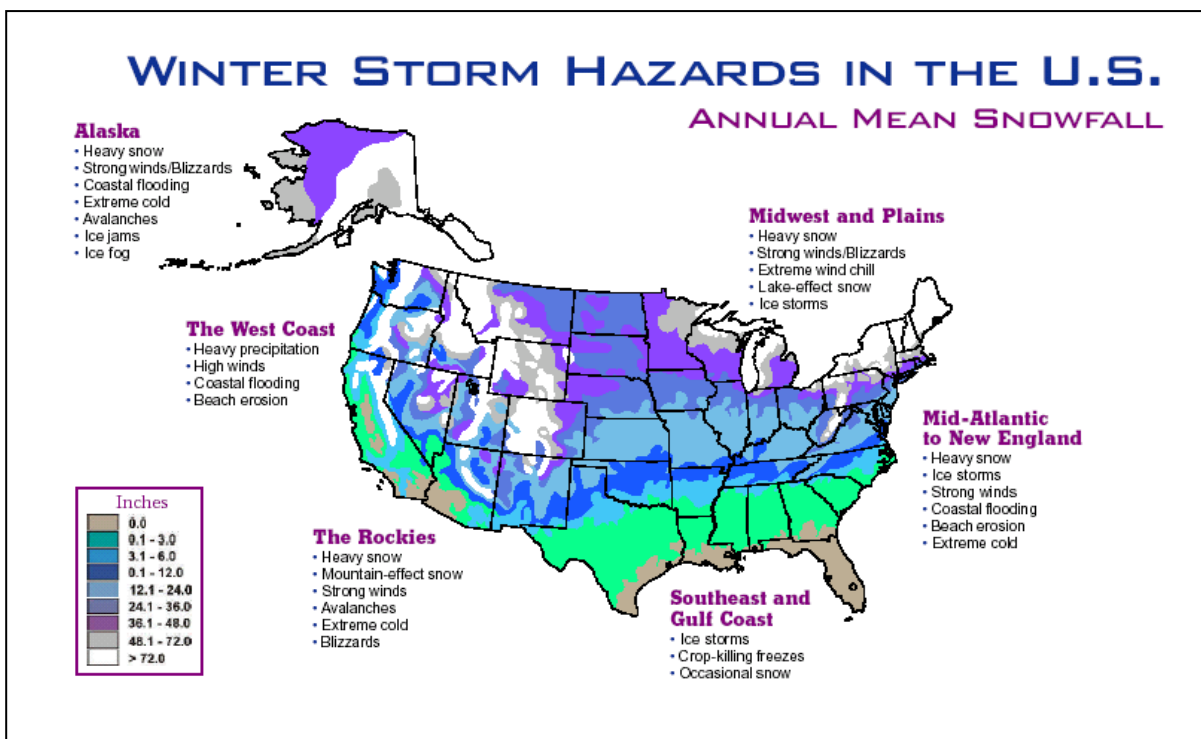 WINTER STORM HAZARDS IN THE U.S.
ANNUAL MEAN SNOWFALL
Alaska
• Heavy snow
• Strong winds/Blizzards
• Coastal flooding
• Extreme cold
• Avalanches
• Ice jams
• Ice fog
Midwest and Plains
• Heavy snow
• Strong winds/Blizzards
• Extreme wind chill
• Lake-effect snow
• Ice storms
The West Coast
• Heavy precipitation
• High winds
• Coastal flooding
• Beach erosion
Mid-Atlantic
to New England
• Heavy snow
• Ice storms
• Strong winds
• Coastal flooding
• Beach erosion
• Extreme cold
Inches
0.0
0.1 - 3.0
3.1 - 6.0
0.1 - 12.0
12.1 - 24.0
24.1 - 36.0
36.1 - 48.0
48.1 - 72.0
> 72.0
The Rockies
• Heavy snow
• Mountain-effect snow
• Strong winds
• Avalanches
• Extreme cold
• Blizzards
Southeast and
Gulf Coast
• Ice storms
• Crop-killing freezes
• Occasional snow